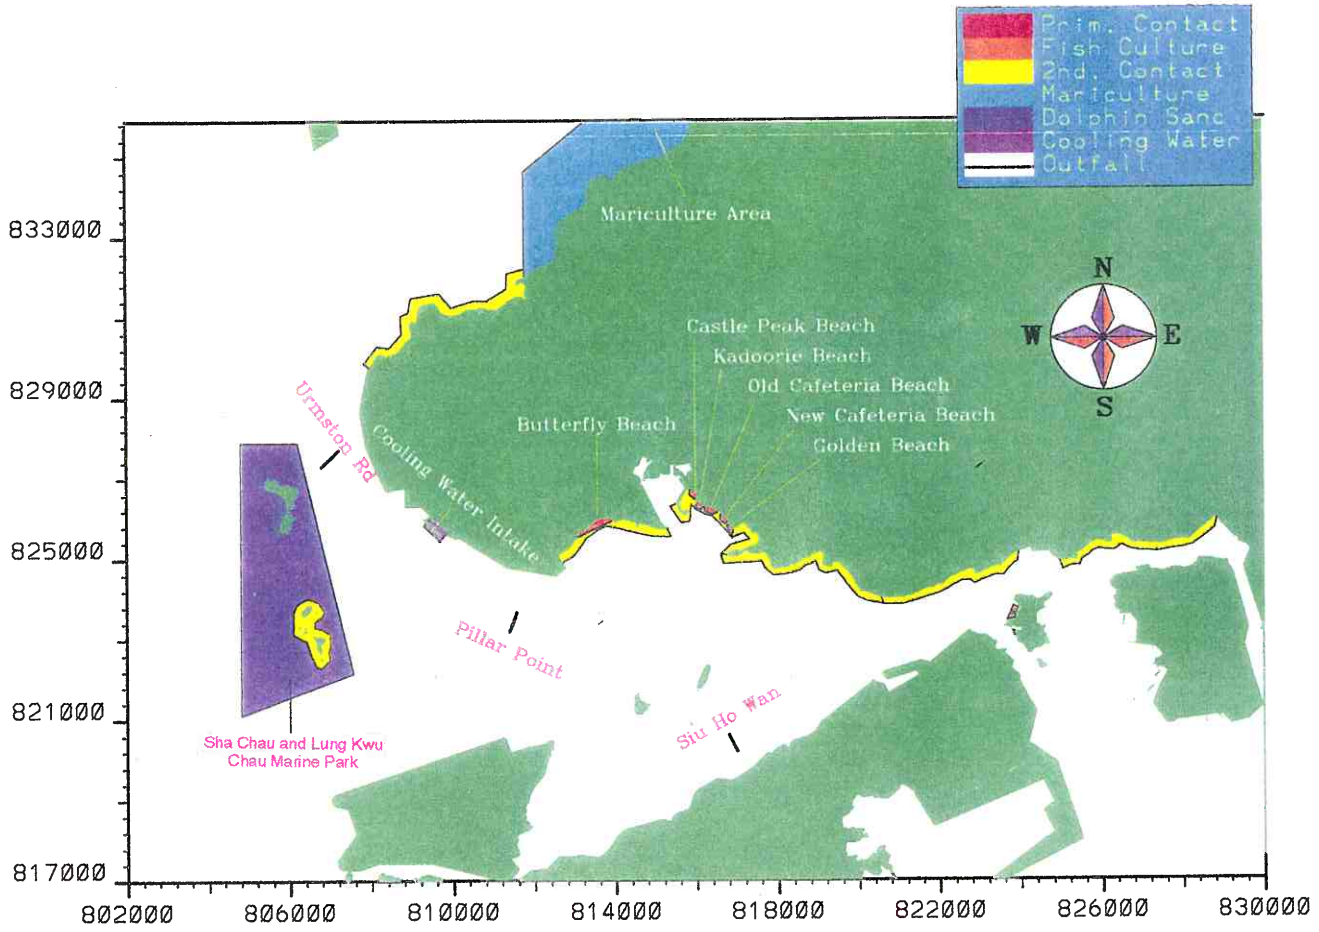 Prim. Contact
Fish Culture
2nd. Contact
Mariculture
Dolphin Sanc
Cooling Water
Outfall
833000
829000
825000
821000
817000
Mariculture Area
N
W
E
S
Castle Peak Beach
Kadoorie Beach
Old Cafeteria Beach
New Cafeteria Beach
Golden Beach
Butterfly Beach
Urmston Rd
Cooling Water Intake
Pillar Point
Siu Ho Wan
Sha Chau and Lung Kwu
Chau Marine Park
802000
806000
810000
814000
818000
822000
826000
830000